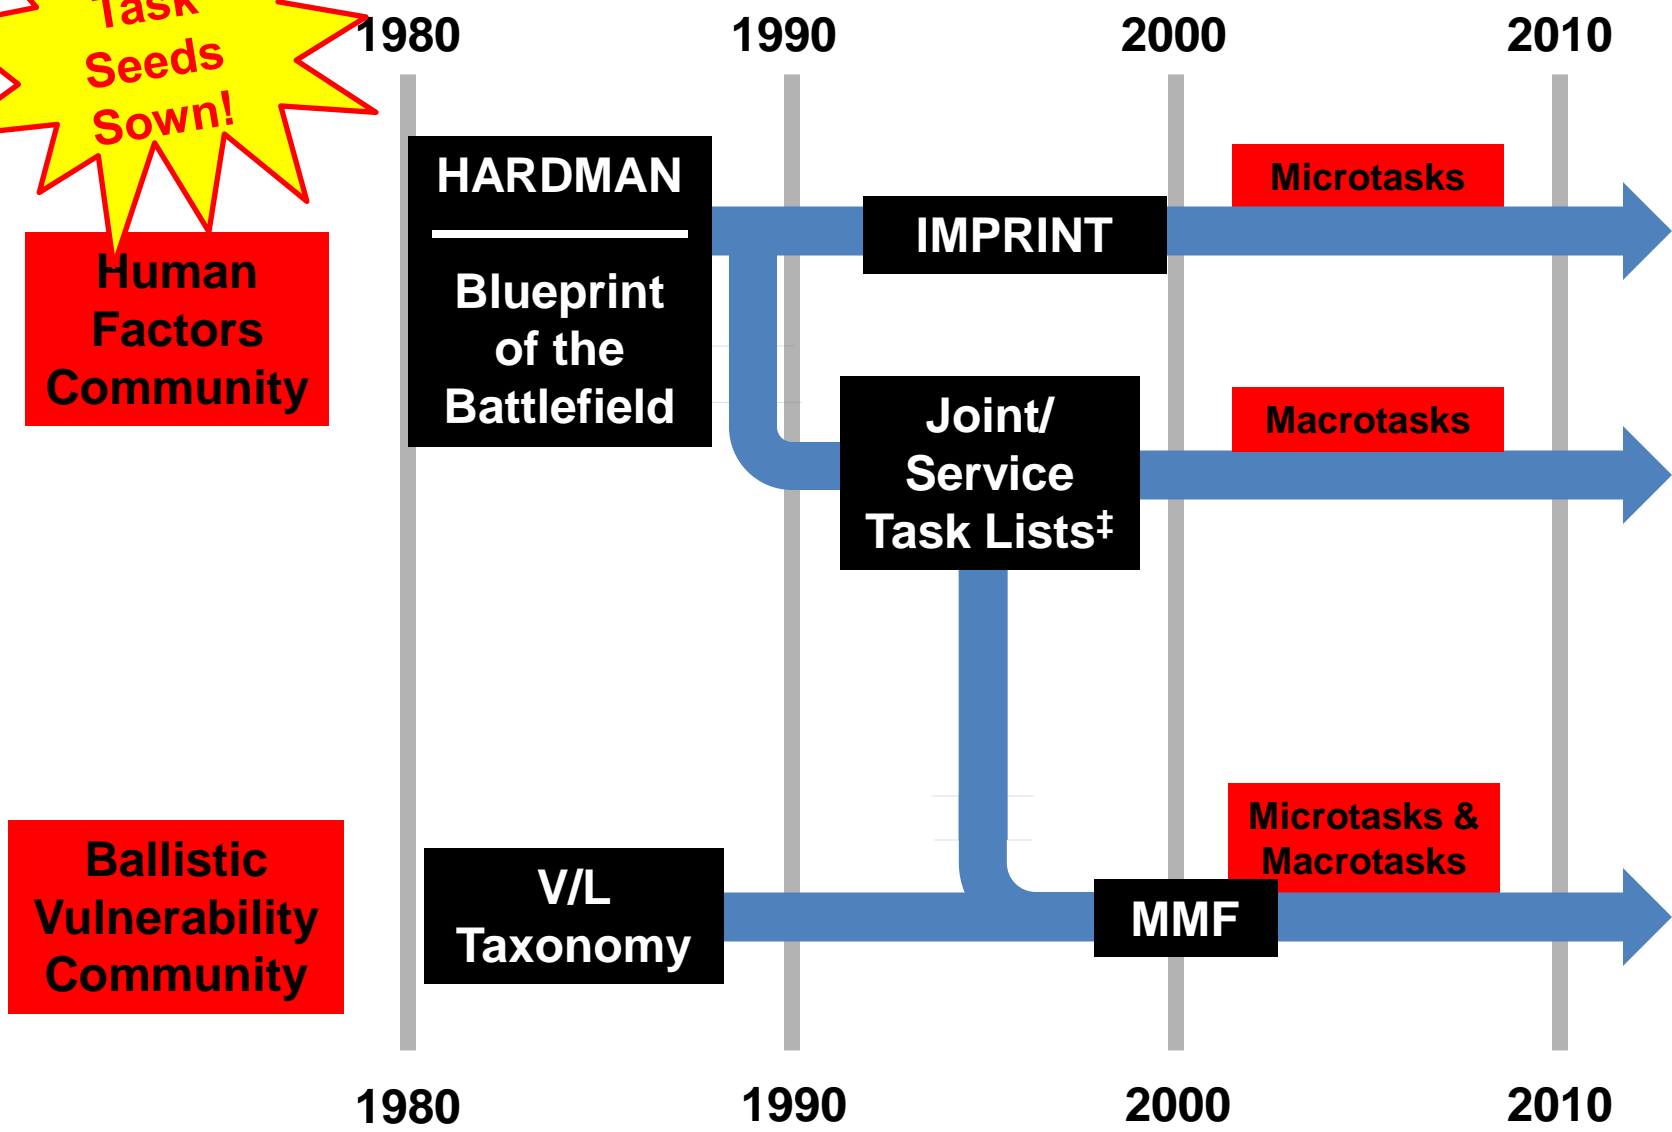 Task
Seeds
Sown!
1980 1990 2000 2010
HARDMAN
Blueprint
of the
Battlefield
IMPRINT
Microtasks
Human
Factors
Community
Joint/
Service
Task Lists‡
Macrotasks
Ballistic
Vulnerability
Community
V/L
Taxonomy
MMF
Microtasks &
Macrotasks
1980 1990 2000 2010